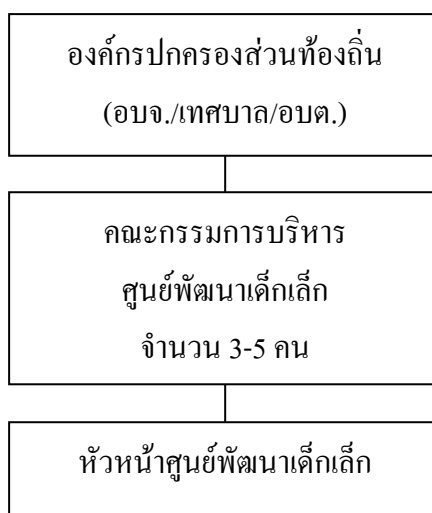 องค์กรปกครองส่วนท้องถิ่น
(อบจ./เทศบาล/อบต.)
คณะกรรมการบริหาร
ศูนย์พัฒนาเด็กเล็ก
จำนวน 3-5 คน
หัวหน้าศูนย์พัฒนาเด็กเล็ก